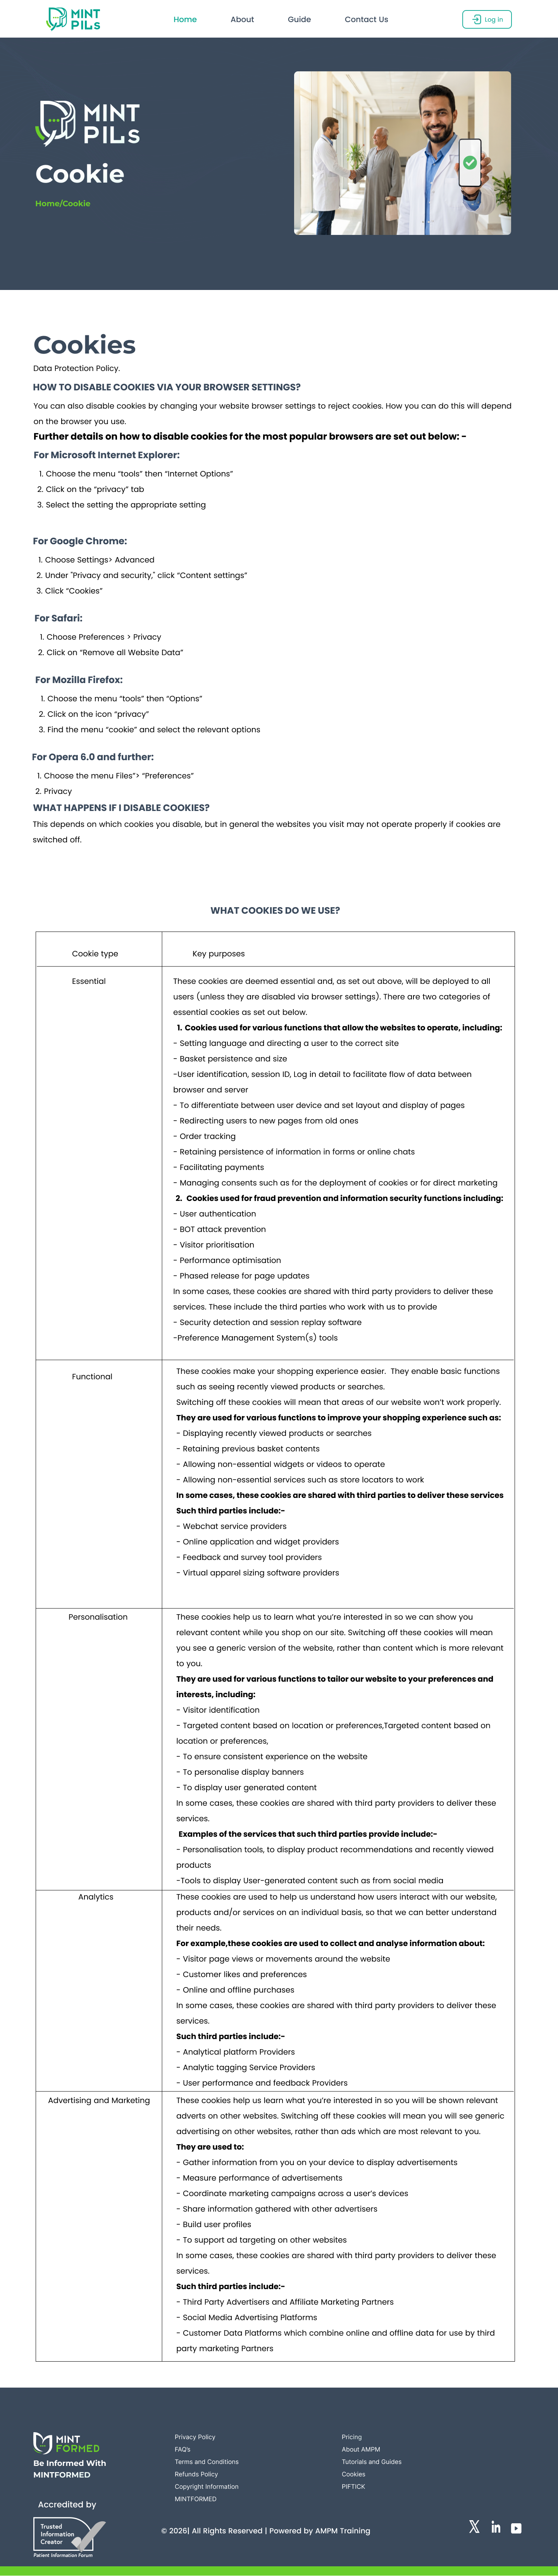 MINT
PILS
Home
About
Guide
Contact Us
Log in
MINT
PILS
Cookie
Home/Cookie
Cookies
Data Protection Policy.
HOW TO DISABLE COOKIES VIA YOUR BROWSER SETTINGS?
You can also disable cookies by changing your website browser settings to reject cookies. How you can do this will depend
on the browser you use.
Further details on how to disable cookies for the most popular browsers are set out below: -
For Microsoft Internet Explorer:
1. Choose the menu “tools” then “Internet Options”
2. Click on the “privacy” tab
3. Select the setting the appropriate setting
For Google Chrome:
1. Choose Settings> Advanced
2. Under "Privacy and security," click “Content settings”
3. Click “Cookies”
For Safari:
1. Choose Preferences > Privacy
2. Click on “Remove all Website Data”
For Mozilla Firefox:
1. Choose the menu “tools” then “Options”
2. Click on the icon “privacy”
3. Find the menu “cookie” and select the relevant options
For Opera 6.0 and further:
1. Choose the menu Files”> “Preferences”
2. Privacy
WHAT HAPPENS IF I DISABLE COOKIES?
This depends on which cookies you disable, but in general the websites you visit may not operate properly if cookies are
switched off.
WHAT COOKIES DO WE USE?
Cookie type
Key purposes
Essential
These cookies are deemed essential and, as set out above, will be deployed to all
users (unless they are disabled via browser settings). There are two categories of
essential cookies as set out below.
1. Cookies used for various functions that allow the websites to operate, including:
- Setting language and directing a user to the correct site
- Basket persistence and size
-User identification, session ID, Log in detail to facilitate flow of data between
browser and server
- To differentiate between user device and set layout and display of pages
- Redirecting users to new pages from old ones
- Order tracking
- Retaining persistence of information in forms or online chats
- Facilitating payments
- Managing consents such as for the deployment of cookies or for direct marketing
2. Cookies used for fraud prevention and information security functions including:
- User authentication
- BOT attack prevention
- Visitor prioritisation
- Performance optimisation
- Phased release for page updates
In some cases, these cookies are shared with third party providers to deliver these
services. These include the third parties who work with us to provide
- Security detection and session replay software
-Preference Management System(s) tools
Functional
These cookies make your shopping experience easier. They enable basic functions
such as seeing recently viewed products or searches.
Switching off these cookies will mean that areas of our website won’t work properly.
They are used for various functions to improve your shopping experience such as:
- Displaying recently viewed products or searches
- Retaining previous basket contents
- Allowing non-essential widgets or videos to operate
- Allowing non-essential services such as store locators to work
In some cases, these cookies are shared with third parties to deliver these services
Such third parties include:-
- Webchat service providers
- Online application and widget providers
- Feedback and survey tool providers
- Virtual apparel sizing software providers
Personalisation
These cookies help us to learn what you’re interested in so we can show you
relevant content while you shop on our site. Switching off these cookies will mean
you see a generic version of the website, rather than content which is more relevant
to you.
They are used for various functions to tailor our website to your preferences and
interests, including:
- Visitor identification
- Targeted content based on location or preferences,Targeted content based on
location or preferences,
- To ensure consistent experience on the website
- To personalise display banners
- To display user generated content
In some cases, these cookies are shared with third party providers to deliver these
services.
Examples of the services that such third parties provide include:-
- Personalisation tools, to display product recommendations and recently viewed
products
-Tools to display User-generated content such as from social media
Analytics
These cookies are used to help us understand how users interact with our website,
products and/or services on an individual basis, so that we can better understand
their needs.
For example,these cookies are used to collect and analyse information about:
- Visitor page views or movements around the website
- Customer likes and preferences
- Online and offline purchases
In some cases, these cookies are shared with third party providers to deliver these
services.
Such third parties include:-
- Analytical platform Providers
- Analytic tagging Service Providers
- User performance and feedback Providers
Advertising and Marketing
These cookies help us learn what you’re interested in so you will be shown relevant
adverts on other websites. Switching off these cookies will mean you will see generic
advertising on other websites, rather than ads which are most relevant to you.
They are used to:
- Gather information from you on your device to display advertisements
- Measure performance of advertisements
- Coordinate marketing campaigns across a user’s devices
- Share information gathered with other advertisers
- Build user profiles
- To support ad targeting on other websites
In some cases, these cookies are shared with third party providers to deliver these
services.
Such third parties include:-
- Third Party Advertisers and Affiliate Marketing Partners
- Social Media Advertising Platforms
- Customer Data Platforms which combine online and offline data for use by third
party marketing Partners
MINT
FORMED
Be Informed With
MINTFORMED
Accredited by
Trusted
Information
Creator
Patient Information Forum
Privacy Policy
FAQ's
Terms and Conditions
Refunds Policy
Copyright Information
MINTFORMED
Pricing
About AMPM
Tutorials and Guides
Cookies
PIFTICK
© 2026| All Rights Reserved | Powered by AMPM Training